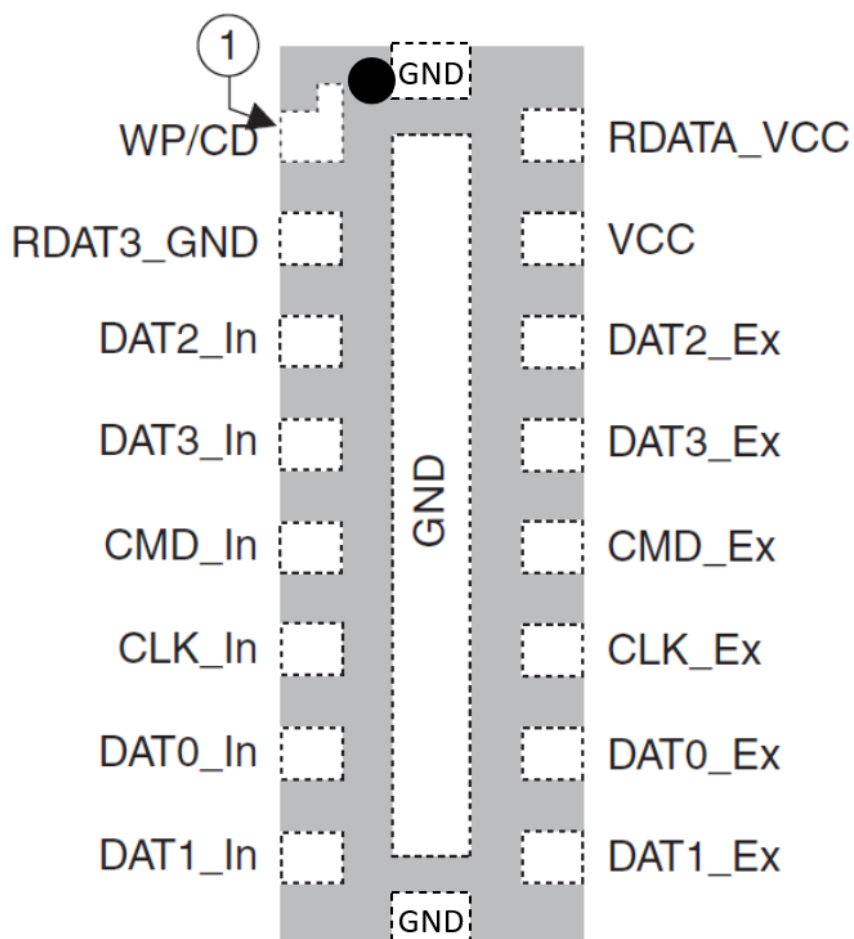 1
GND
WP/CD
RDATA_VCC
RDAT3_GND
VCC
DAT2_In
DAT2_Ex
DAT3_In
DAT3_Ex
GND
CMD_In
CMD_Ex
CLK_In
CLK_Ex
DAT0_In
DAT0_Ex
DAT1_In
DAT1_Ex
GND